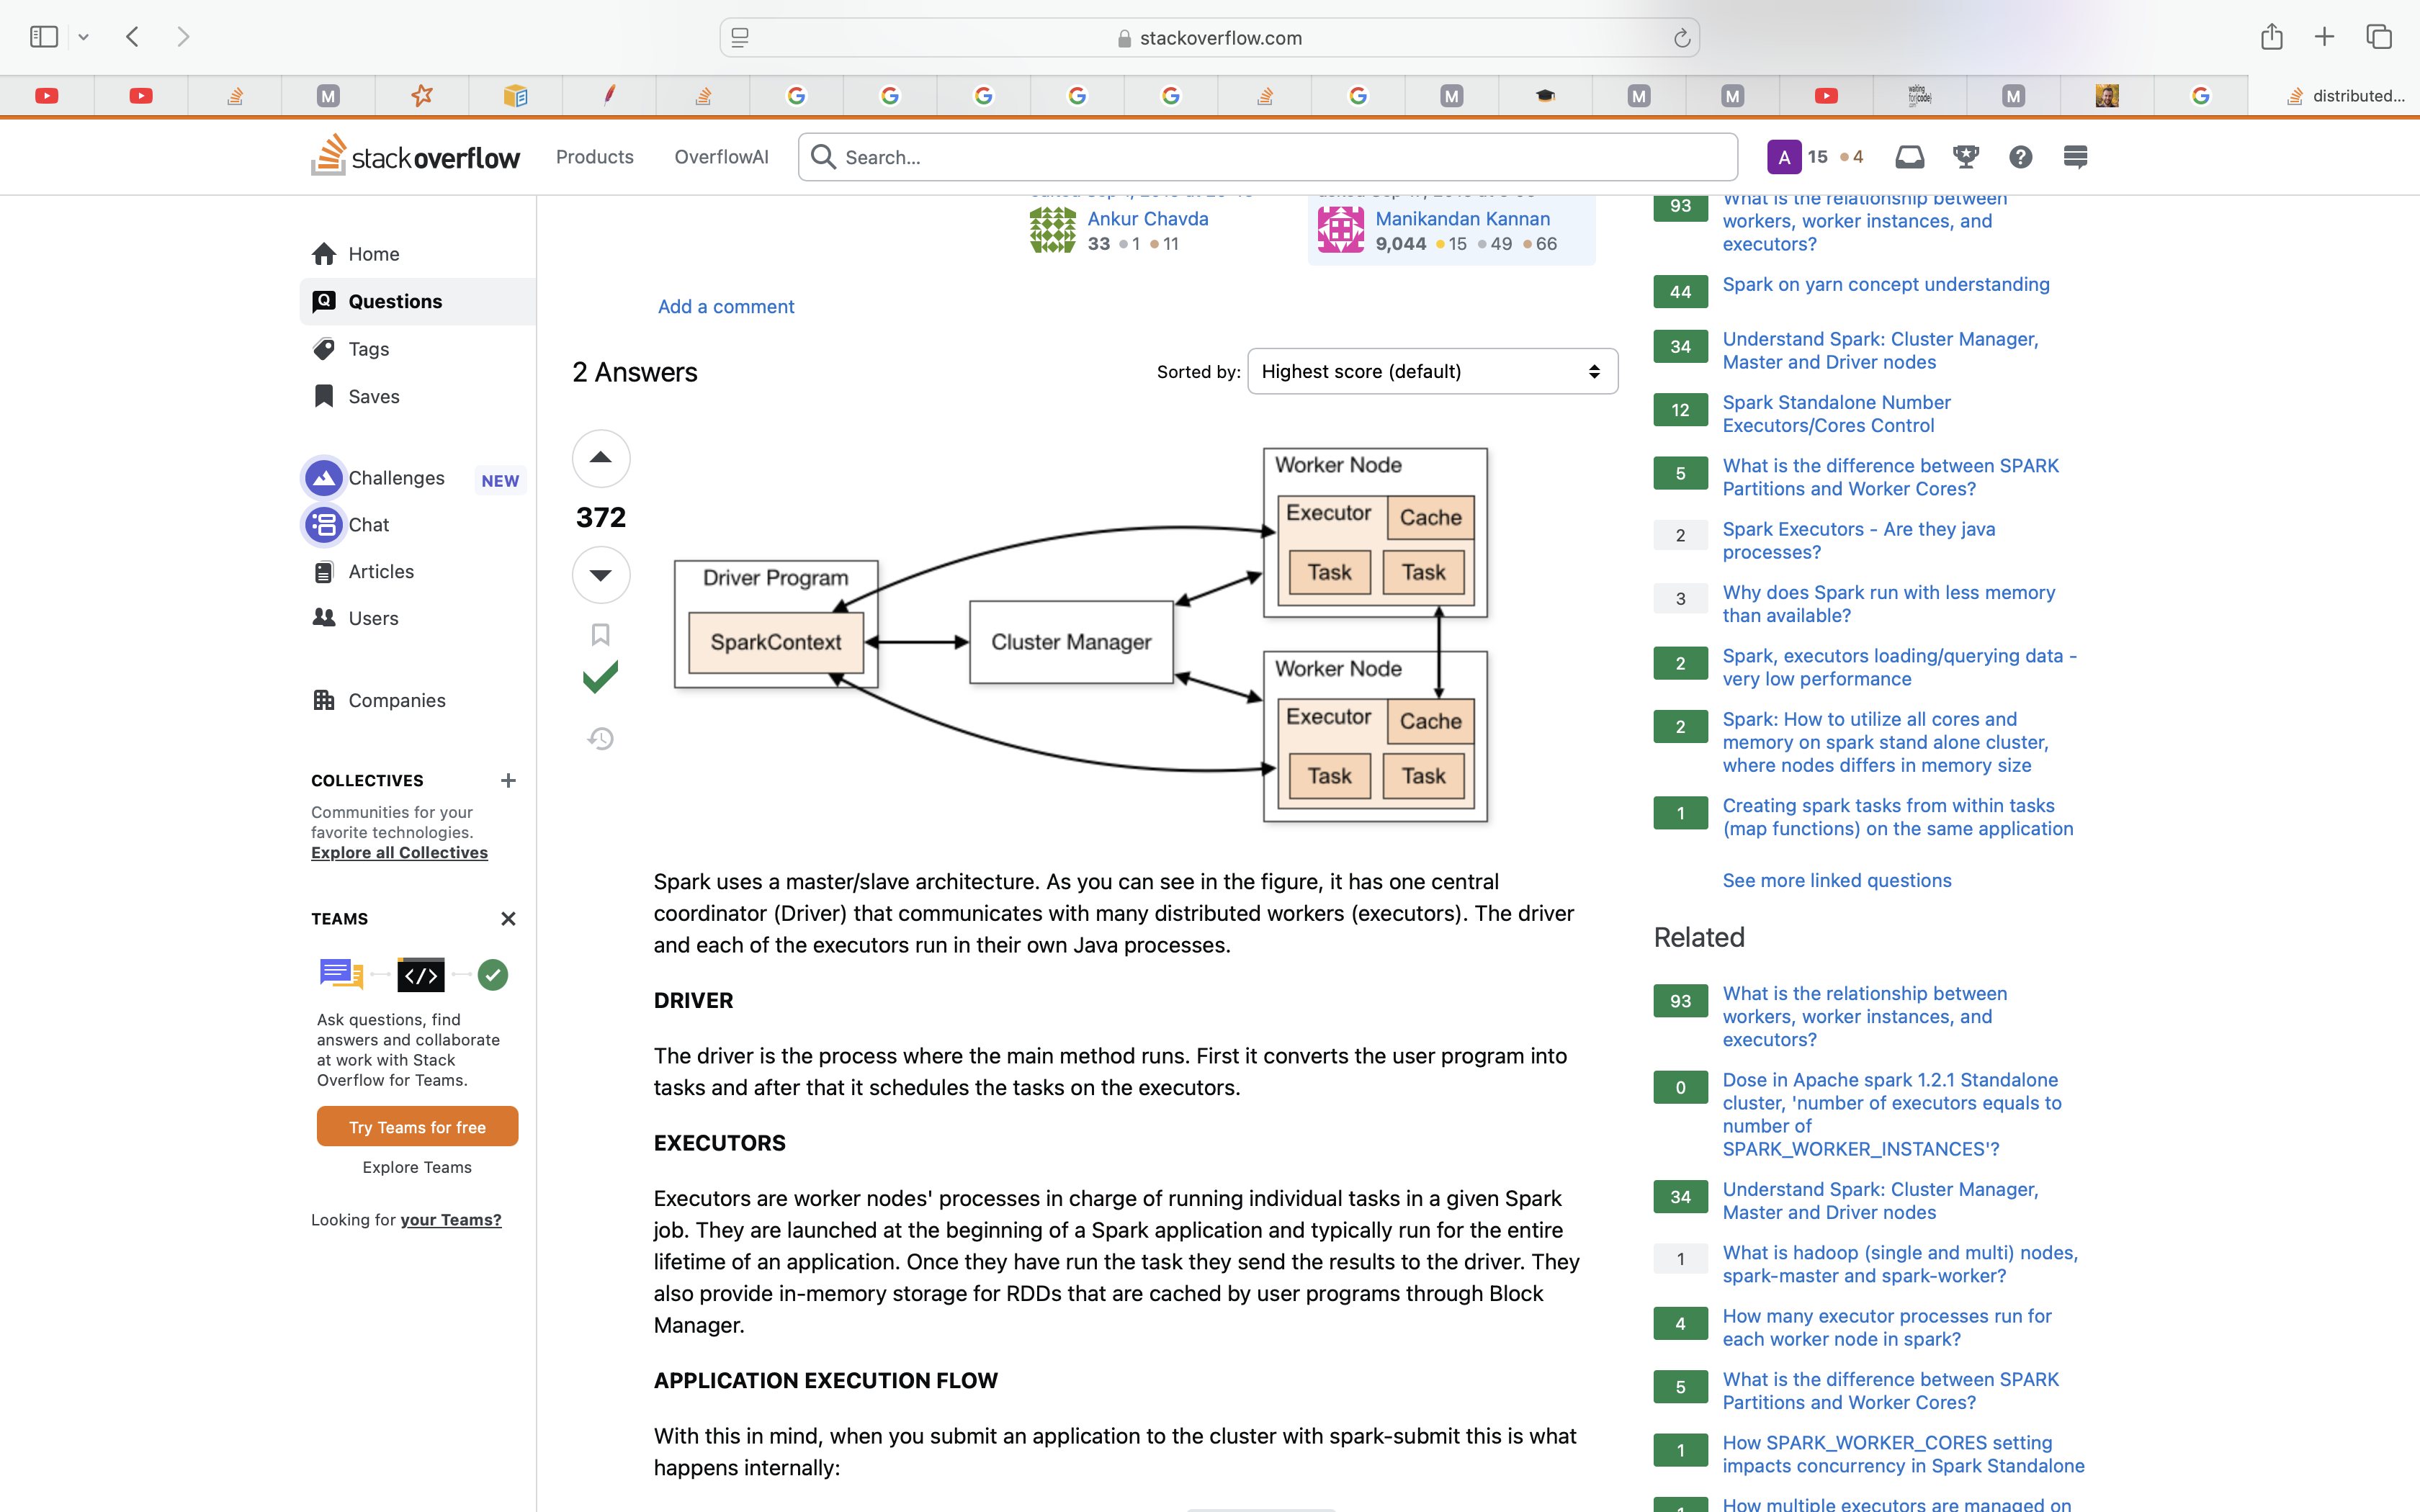 stackoverflow.com
M
G
G
G
G
G
G
M
M
M
waiting
for(code)
M
G
distributed...
stackoverflow
Products
OverflowAI
Search...
A
15
4
Home
Questions
Tags
Saves
Challenges
NEW
Chat
Articles
Users
Companies
COLLECTIVES
Communities for your
favorite technologies.
Explore all Collectives
TEAMS
</>
Ask questions, find
answers and collaborate
at work with Stack
Overflow for Teams.
Try Teams for free
Explore Teams
Looking for your Teams?
Ankur Chavda
33 1 11
Manikandan Kannan
9,044 15 49 66
Add a comment
2 Answers
Sorted by:
Highest score (default)
372
Driver Program
SparkContext
Cluster Manager
Worker Node
Executor
Cache
Task
Task
Worker Node
Executor
Cache
Task
Task
Spark uses a master/slave architecture. As you can see in the figure, it has one central
coordinator (Driver) that communicates with many distributed workers (executors). The driver
and each of the executors run in their own Java processes.
DRIVER
The driver is the process where the main method runs. First it converts the user program into
tasks and after that it schedules the tasks on the executors.
EXECUTORS
Executors are worker nodes' processes in charge of running individual tasks in a given Spark
job. They are launched at the beginning of a Spark application and typically run for the entire
lifetime of an application. Once they have run the task they send the results to the driver. They
also provide in-memory storage for RDDs that are cached by user programs through Block
Manager.
APPLICATION EXECUTION FLOW
With this in mind, when you submit an application to the cluster with spark-submit this is what
happens internally:
93
What is the relationship between
workers, worker instances, and
executors?
44
Spark on yarn concept understanding
34
Understand Spark: Cluster Manager,
Master and Driver nodes
12
Spark Standalone Number
Executors/Cores Control
5
What is the difference between SPARK
Partitions and Worker Cores?
2
Spark Executors - Are they java
processes?
3
Why does Spark run with less memory
than available?
2
Spark, executors loading/querying data -
very low performance
2
Spark: How to utilize all cores and
memory on spark stand alone cluster,
where nodes differs in memory size
1
Creating spark tasks from within tasks
(map functions) on the same application
See more linked questions
Related
93
What is the relationship between
workers, worker instances, and
executors?
0
Dose in Apache spark 1.2.1 Standalone
cluster, 'number of executors equals to
number of
SPARK_WORKER_INSTANCES'?
34
Understand Spark: Cluster Manager,
Master and Driver nodes
1
What is hadoop (single and multi) nodes,
spark-master and spark-worker?
4
How many executor processes run for
each worker node in spark?
5
What is the difference between SPARK
Partitions and Worker Cores?
1
How SPARK_WORKER_CORES setting
impacts concurrency in Spark Standalone
How multiple executors are managed on